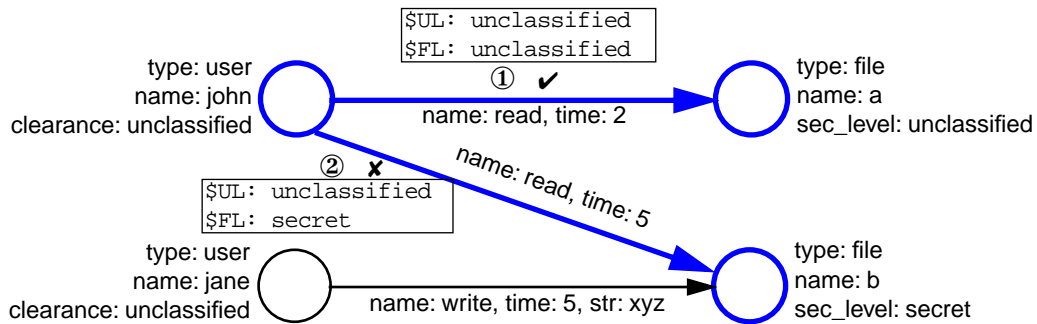 $UL: unclassified
$FL: unclassified
① ✔
type: user
name: john
clearance: unclassified
name: read, time: 2
type: file
name: a
sec_level: unclassified
② ✘
name: read, time: 5
$UL: unclassified
$FL: secret
type: user
name: jane
clearance: unclassified
name: write, time: 5, str: xyz
type: file
name: b
sec_level: secret